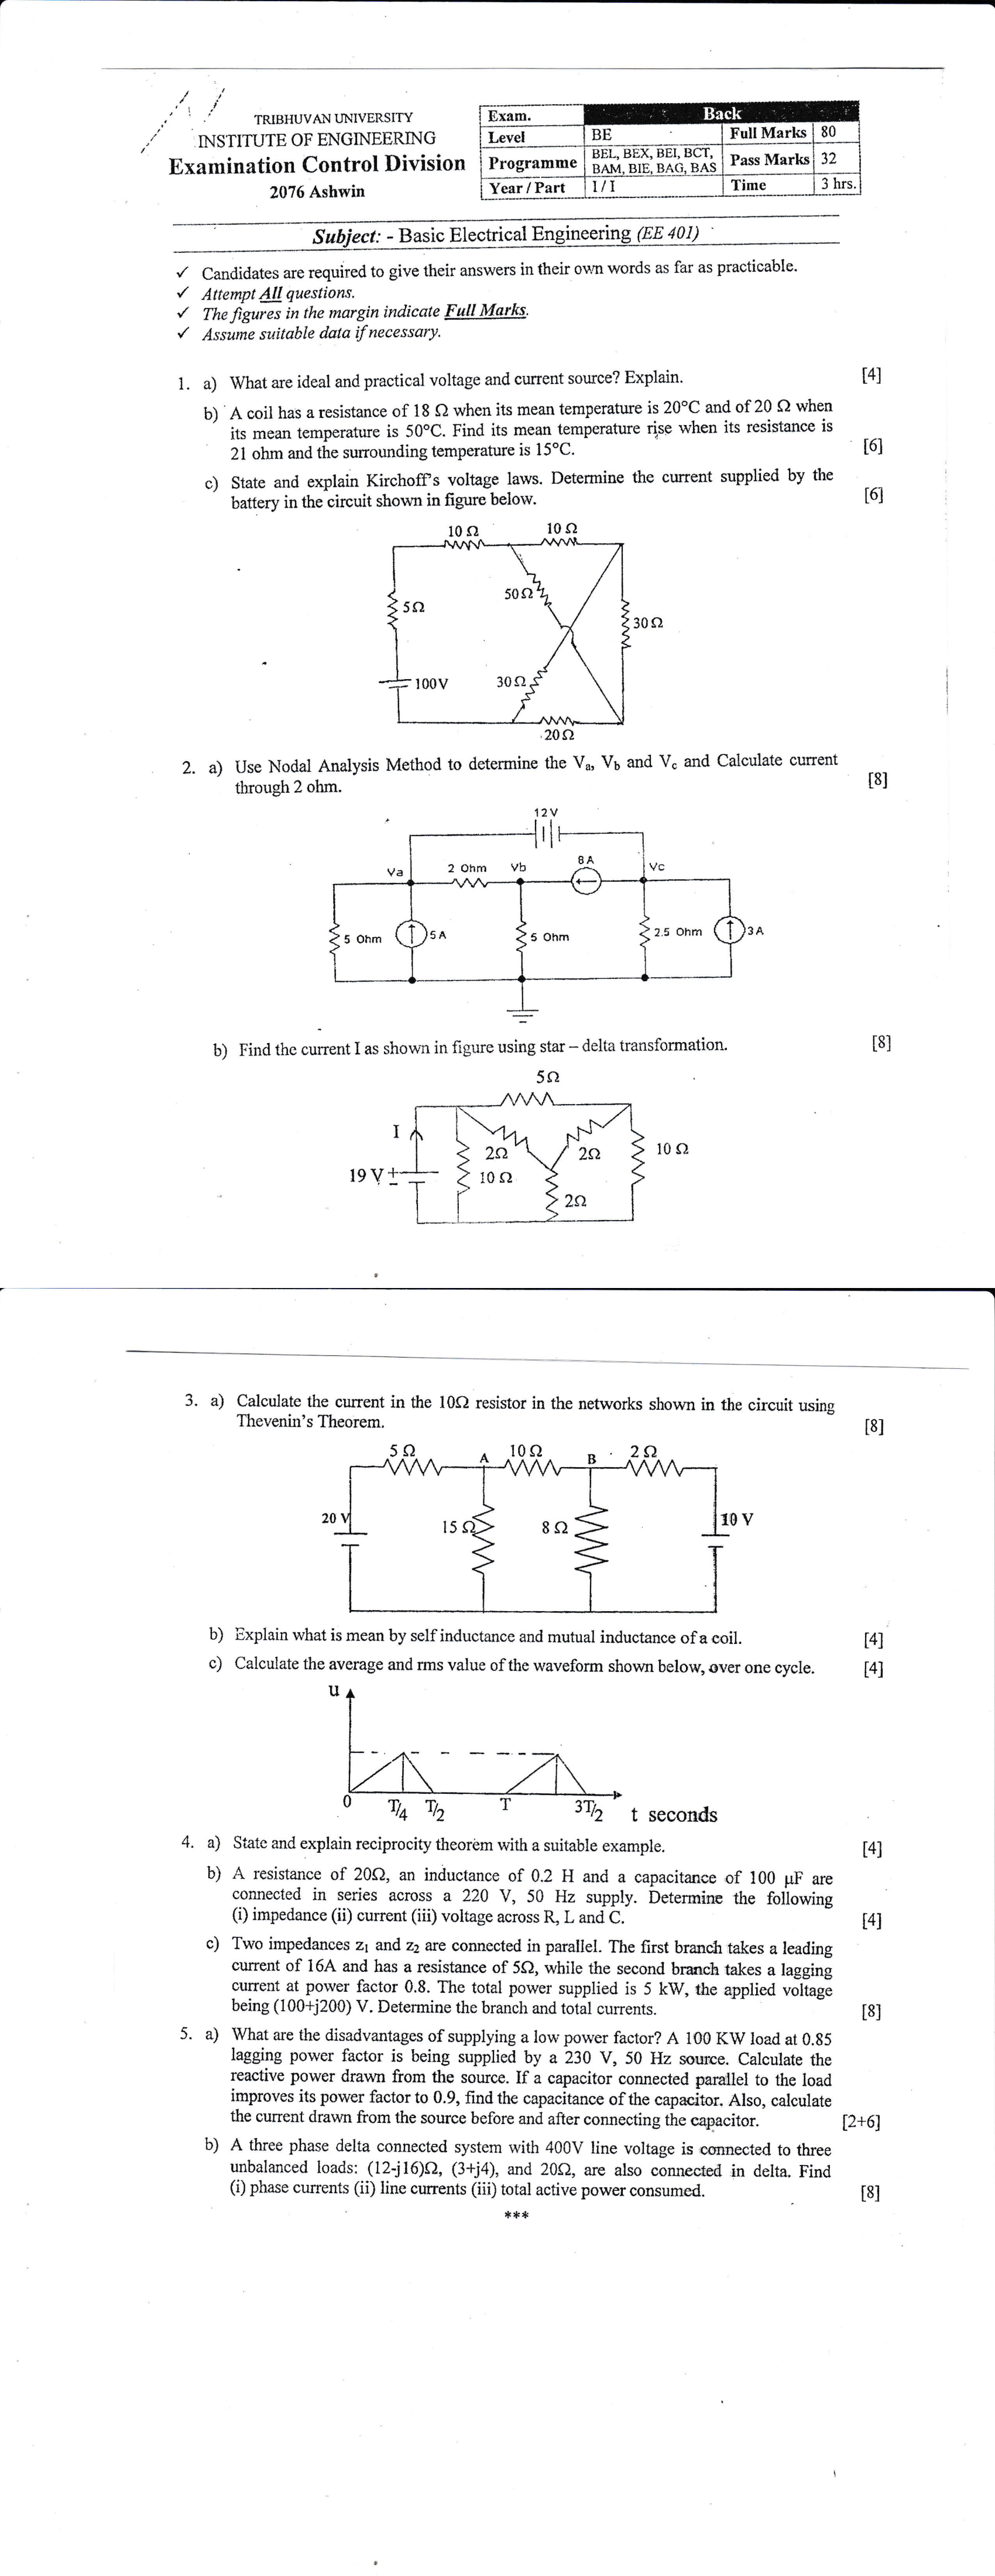 TRIBHUVAN UNIVERSITY
INSTITUTE OF ENGINEERING
Examination Control Division
2076 Ashwin
Exam. Back
Level BE Full Marks 80
Programme BEL, BEX, BEI, BCT, BAM, BIE, BAG, BAS Pass Marks 32
Year / Part I / I Time 3 hrs.
Subject: - Basic Electrical Engineering (EE 401)
✓ Candidates are required to give their answers in their own words as far as practicable.
✓ Attempt All questions.
✓ The figures in the margin indicate Full Marks.
✓ Assume suitable data if necessary.
1. a) What are ideal and practical voltage and current source? Explain. [4]
b) A coil has a resistance of 18 Ω when its mean temperature is 20°C and of 20 Ω when
its mean temperature is 50°C. Find its mean temperature rise when its resistance is
21 ohm and the surrounding temperature is 15°C. [6]
c) State and explain Kirchoff's voltage laws. Determine the current supplied by the
battery in the circuit shown in figure below. [6]
10 Ω 10 Ω
50Ω
5Ω
30Ω
100V 30Ω
20Ω
2. a) Use Nodal Analysis Method to determine the Va, Vb and Vc and Calculate current
through 2 ohm. [8]
12V
Va 2 Ohm Vb 8A Vc
5 Ohm 5A 5 Ohm 2.5 Ohm 3A
b) Find the current I as shown in figure using star – delta transformation. [8]
5Ω
I
2Ω 2Ω 10 Ω
19 V 10 Ω
2Ω
3. a) Calculate the current in the 10Ω resistor in the networks shown in the circuit using
Thevenin's Theorem. [8]
5Ω A 10Ω B 2Ω
20 V 15 Ω 8Ω 10 V
b) Explain what is mean by self inductance and mutual inductance of a coil. [4]
c) Calculate the average and rms value of the waveform shown below, over one cycle. [4]
u
0 T/4 T/2 T 3T/2 t seconds
4. a) State and explain reciprocity theorem with a suitable example. [4]
b) A resistance of 20Ω, an inductance of 0.2 H and a capacitance of 100 µF are
connected in series across a 220 V, 50 Hz supply. Determine the following
(i) impedance (ii) current (iii) voltage across R, L and C. [4]
c) Two impedances z1 and z2 are connected in parallel. The first branch takes a leading
current of 16A and has a resistance of 5Ω, while the second branch takes a lagging
current at power factor 0.8. The total power supplied is 5 kW, the applied voltage
being (100+j200) V. Determine the branch and total currents. [8]
5. a) What are the disadvantages of supplying a low power factor? A 100 KW load at 0.85
lagging power factor is being supplied by a 230 V, 50 Hz source. Calculate the
reactive power drawn from the source. If a capacitor connected parallel to the load
improves its power factor to 0.9, find the capacitance of the capacitor. Also, calculate
the current drawn from the source before and after connecting the capacitor. [2+6]
b) A three phase delta connected system with 400V line voltage is connected to three
unbalanced loads: (12-j16)Ω, (3+j4), and 20Ω, are also connected in delta. Find
(i) phase currents (ii) line currents (iii) total active power consumed. [8]
***